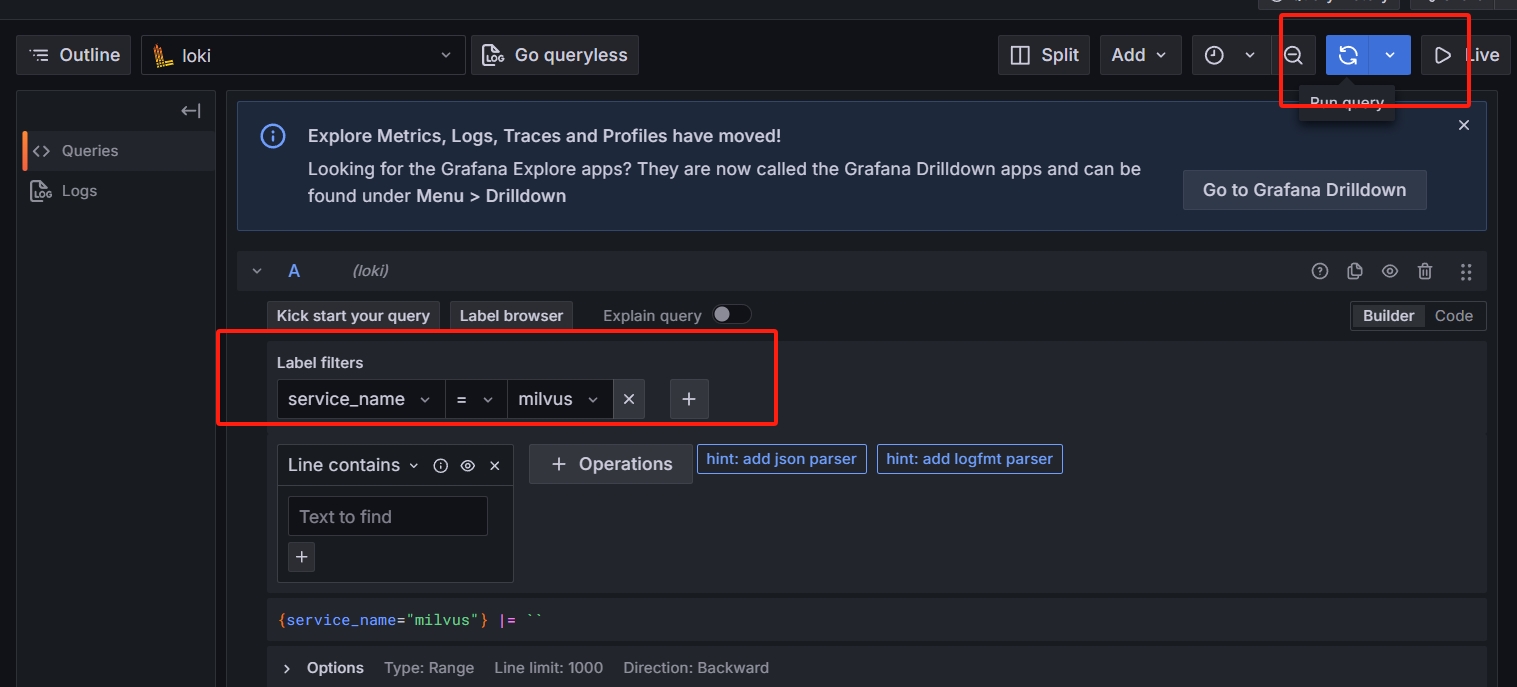 Outline
loki
Go queryless
Split
Add
Live
Run query
Queries
Logs
Explore Metrics, Logs, Traces and Profiles have moved!
Looking for the Grafana Explore apps? They are now called the Grafana Drilldown apps and can be
found under Menu > Drilldown
Go to Grafana Drilldown
A (loki)
Kick start your query
Label browser
Explain query
Builder
Code
Label filters
service_name = milvus
Line contains
Operations
hint: add json parser
hint: add logfmt parser
Text to find
{service_name="milvus"} |= ``
Options Type: Range Line limit: 1000 Direction: Backward